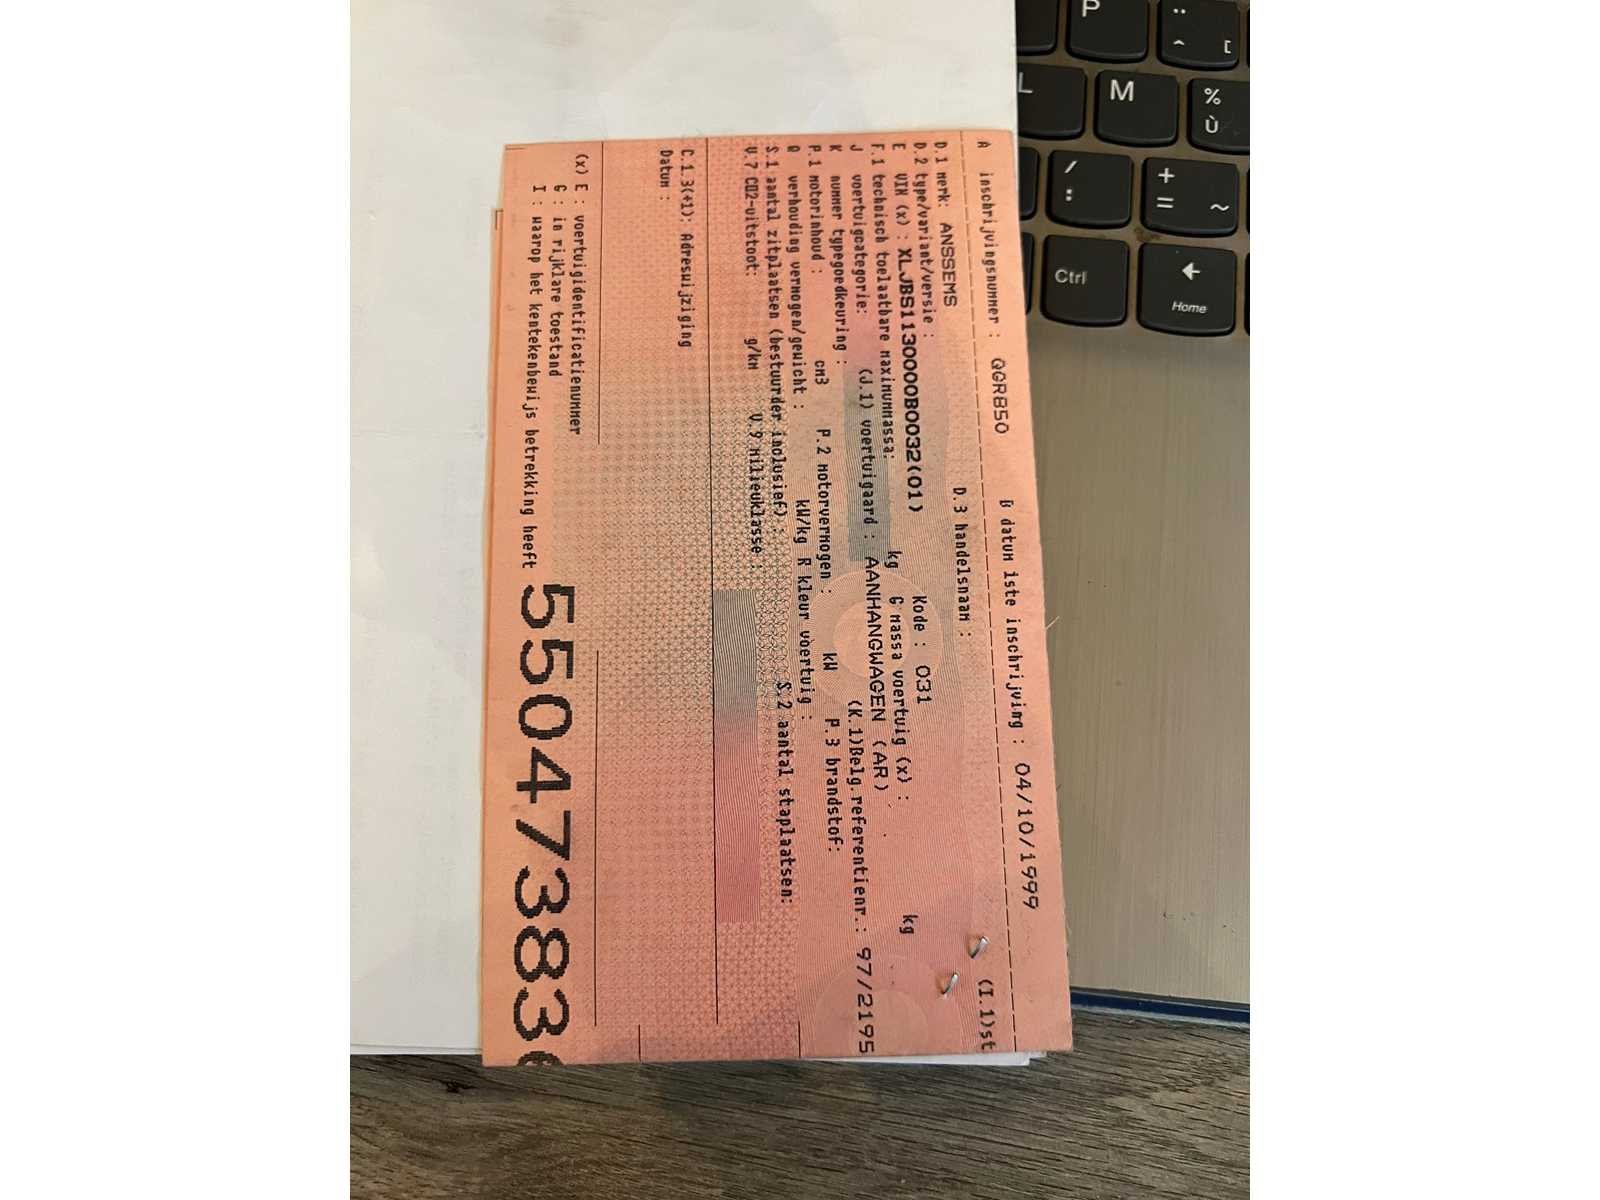 A inschrijvingsnummer : QGR850 B datum 1ste inschrijving : 04/10/1999 (I.1)st
D.1 merk: ANSSEMS D.3 handelsnaam :
D.2 type/variant/versie : Kode : 031
E VIN (x) : XLJBS1130000B0032(01)
F.1 technisch toelaatbare maximummassa: kg G massa voertuig (x) : kg
J voertuigcategorie: (J.1) voertuigaard : AANHANGWAGEN (AR)
K nummer typegoedkeuring : (K.1)Belg.referentienr.: 97/2195
P.1 motorinhoud : cm3 P.2 motorvermogen : kW P.3 brandstof:
Q verhouding vermogen/gewicht : kW/kg R kleur voertuig :
S.1 aantal zitplaatsen (bestuurder inclusief) : S.2 aantal staplaatsen:
V.7 CO2-uitstoot: g/km V.9 milieuklasse :
C.1.3(+1): Adreswijziging
Datum :
(x) E : voertuigidentificatienummer
G : in rijklare toestand
I : waarop het kentekenbewijs betrekking heeft
550473836
P
¨
^
[
L
M
%
ù
/
:
+
=
~
Ctrl
Home